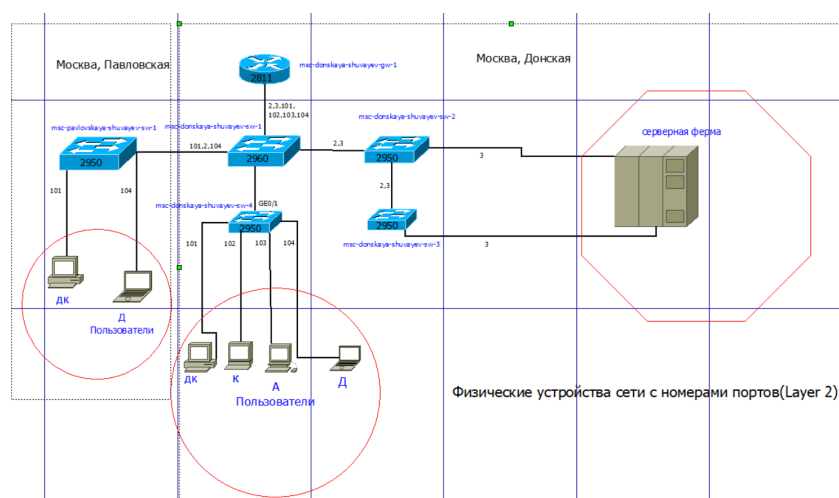 Москва, Павловская
Москва, Донская
msc-donskaya-shuvayev-gw-1
2811
2,3,101,
102,103,104
msc-pavlovskaya-shuvayev-sw-1
msc-donskaya-shuvayev-sw-1
msc-donskaya-shuvayev-sw-2
серверная ферма
2950
101,2,104
2960
2,3
2950
3
101
104
GE0/1
2,3
msc-donskaya-shuvayev-sw-4
2950
2950
101
102
103
104
msc-donskaya-shuvayev-sw-3
3
дк
Д
Пользователи
дк
К
А
Д
Пользователи
Физические устройства сети с номерами портов(Layer 2)